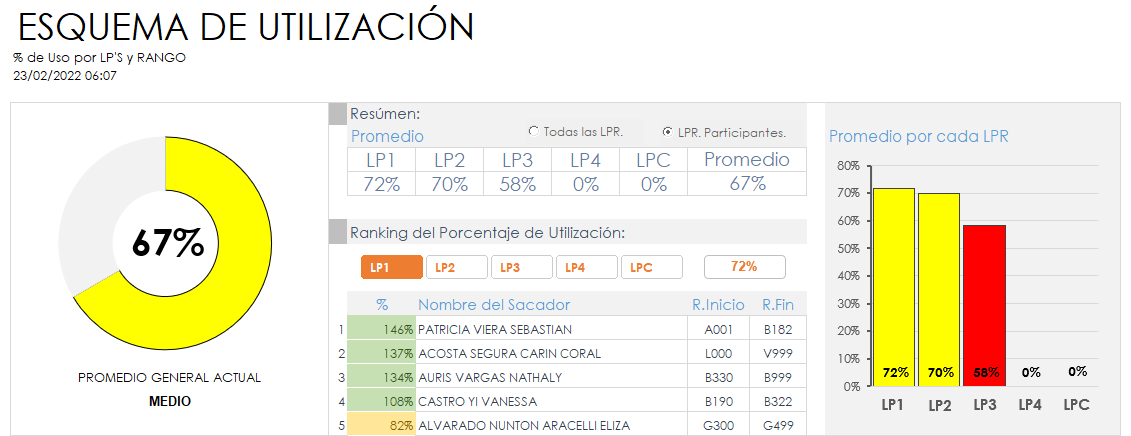 ESQUEMA DE UTILIZACIÓN
% de Uso por LP'S y RANGO
23/02/2022 06:07
67%
PROMEDIO GENERAL ACTUAL
MEDIO
Resúmen:
Promedio
Todas las LPR.
LPR. Participantes.
LP1 LP2 LP3 LP4 LPC Promedio
72% 70% 58% 0% 0% 67%
Ranking del Porcentaje de Utilización:
LP1 LP2 LP3 LP4 LPC 72%
% Nombre del Sacador R.Inicio R.Fin
1 146% PATRICIA VIERA SEBASTIAN A001 B182
2 137% ACOSTA SEGURA CARIN CORAL L000 V999
3 134% AURIS VARGAS NATHALY B330 B999
4 108% CASTRO YI VANESSA B190 B322
5 82% ALVARADO NUNTON ARACELLI ELIZA G300 G499
Promedio por cada LPR
80%
70%
60%
50%
40%
30%
20%
10%
0%
72% 70% 58% 0% 0%
LP1 LP2 LP3 LP4 LPC